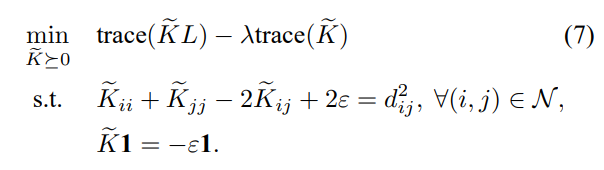 min trace(K̃L) − λtrace(K̃) (7)
K̃⪰0
s.t. K̃ᵢᵢ + K̃ⱼⱼ − 2K̃ᵢⱼ + 2ε = d²ᵢⱼ, ∀(i, j) ∈ 𝒩,
K̃1 = −ε1.